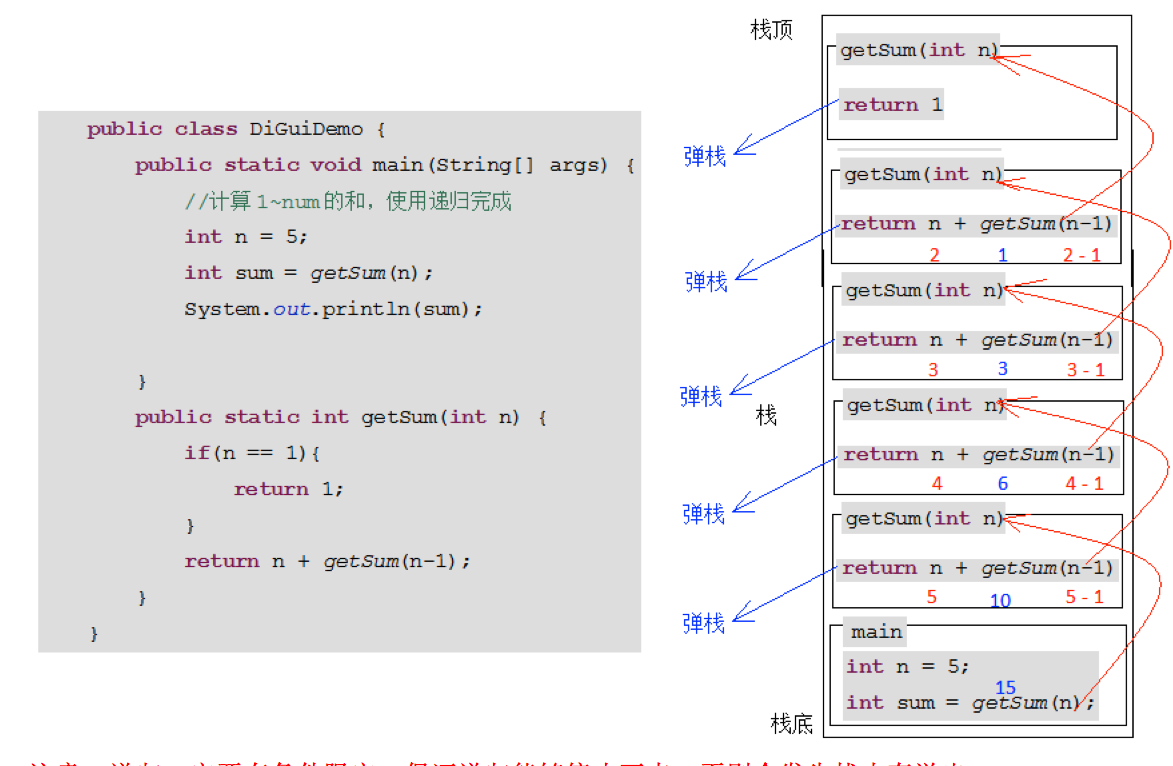 public class DiGuiDemo {
public static void main(String[] args) {
//计算1~num的和，使用递归完成
int n = 5;
int sum = getSum(n);
System.out.println(sum);
}
public static int getSum(int n) {
if(n == 1){
return 1;
}
return n + getSum(n-1);
}
}
栈顶
getSum(int n)
return 1
弹栈
getSum(int n)
return n + getSum(n-1)
2 1 2 - 1
弹栈
getSum(int n)
return n + getSum(n-1)
3 3 3 - 1
弹栈
栈
getSum(int n)
return n + getSum(n-1)
4 6 4 - 1
弹栈
getSum(int n)
return n + getSum(n-1)
5 10 5 - 1
弹栈
main
int n = 5;
15
int sum = getSum(n);
栈底